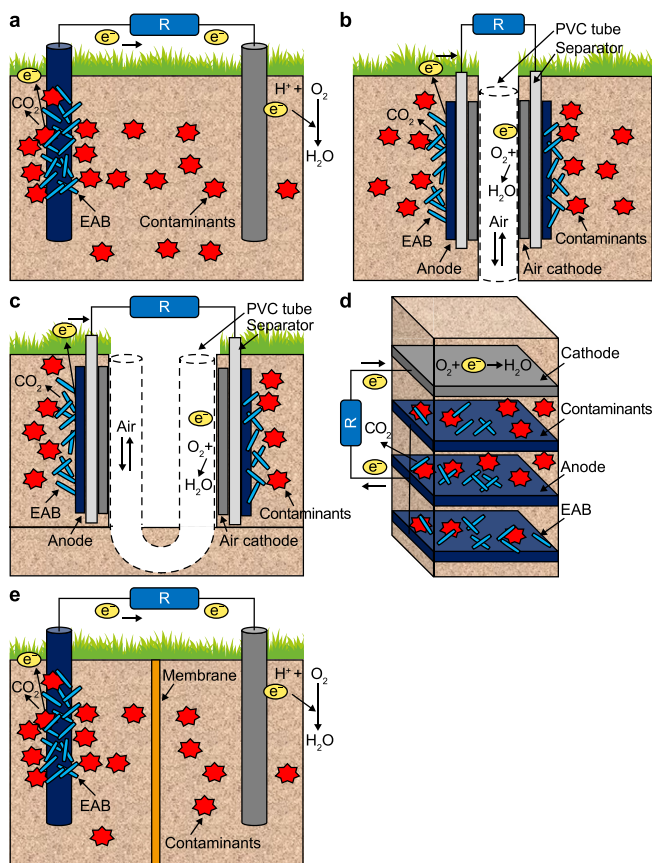 a
R
e⁻
e⁻
e⁻
CO₂
H⁺ + O₂
e⁻
H₂O
EAB
Contaminants
b
R
PVC tube
Separator
e⁻
CO₂
e⁻
O₂+
H₂O
Air
EAB
Contaminants
Anode
Air cathode
c
R
PVC tube
Separator
e⁻
CO₂
Air
e⁻
O₂+
H₂O
EAB
Contaminants
Anode
Air cathode
d
O₂+ e⁻ → H₂O
Cathode
e⁻
R
Contaminants
CO₂
Anode
e⁻
EAB
e
R
e⁻
e⁻
e⁻
Membrane
H⁺ + O₂
CO₂
e⁻
H₂O
EAB
Contaminants